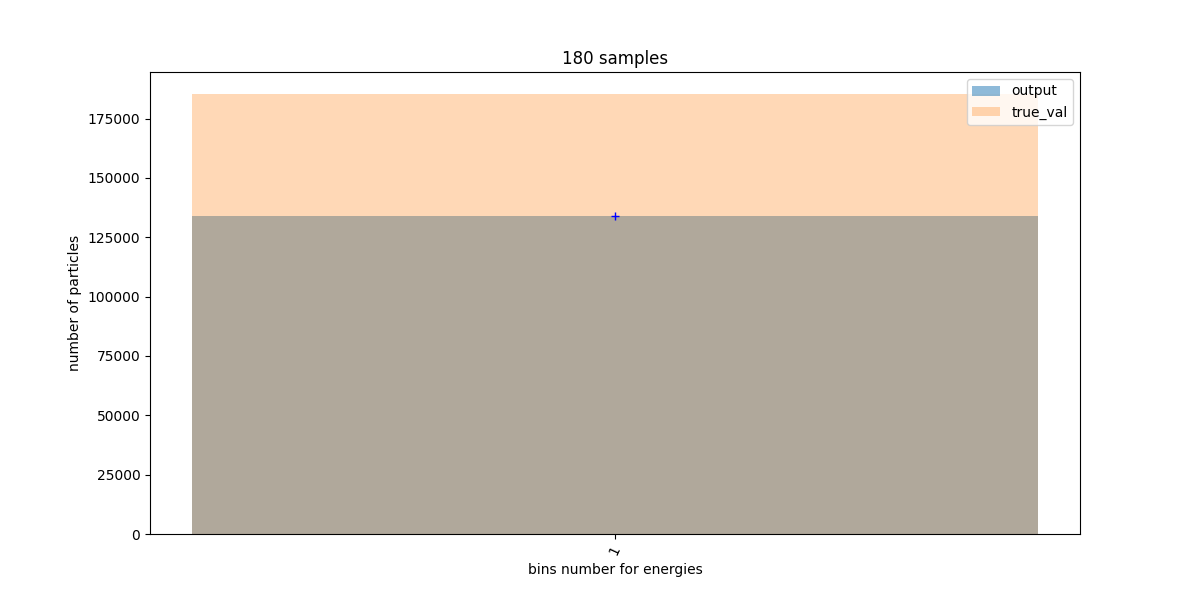 180 samples
output
true_val
175000
150000
125000
100000
75000
50000
25000
0
number of particles
1
bins number for energies